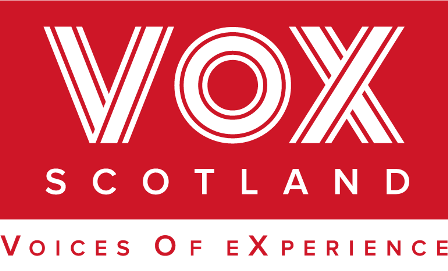 VOX
SCOTLAND
VOICES OF EXPERIENCE